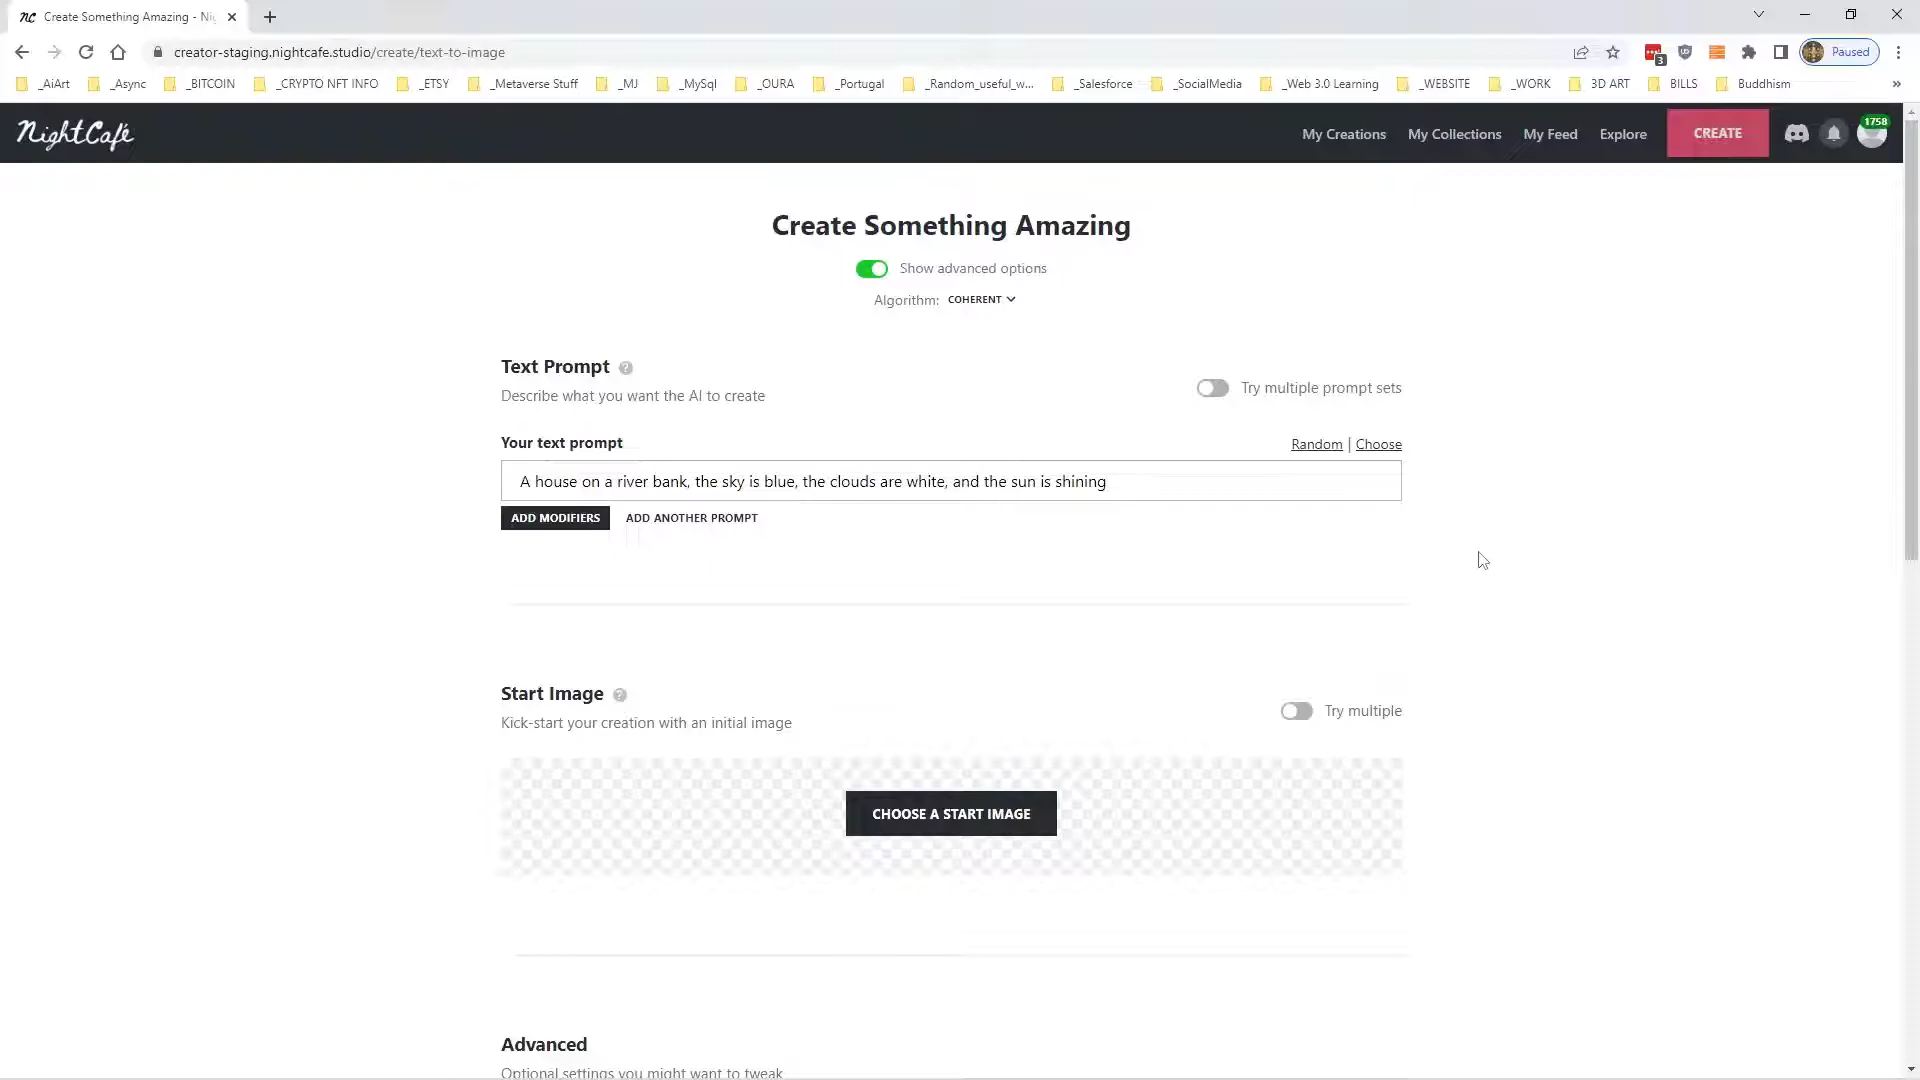 Create Something Amazing - Ni
creator-staging.nightcafe.studio/create/text-to-image
3
Paused
_AiArt _Async _BITCOIN _CRYPTO NFT INFO _ETSY _Metaverse Stuff _MJ _MySql _OURA _Portugal _Random_useful_w... _Salesforce _SocialMedia _Web 3.0 Learning _WEBSITE _WORK 3D ART BILLS Buddhism »
NightCafé My Creations My Collections My Feed Explore CREATE 1758
Create Something Amazing
Show advanced options
Algorithm: COHERENT
Text Prompt ?
Describe what you want the AI to create
Try multiple prompt sets
Your text prompt
Random | Choose
A house on a river bank, the sky is blue, the clouds are white, and the sun is shining
ADD MODIFIERS ADD ANOTHER PROMPT
Start Image ?
Kick-start your creation with an initial image
Try multiple
CHOOSE A START IMAGE
Advanced
Optional settings you might want to tweak